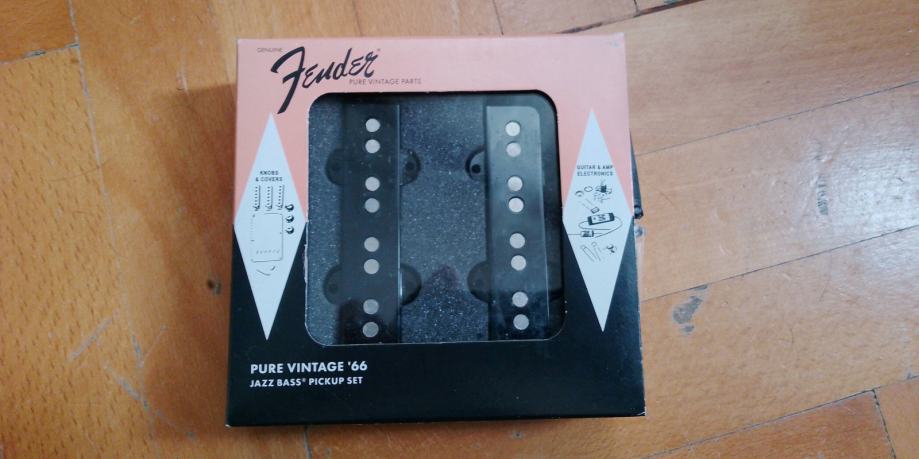 GENUINE
Fender®
PURE VINTAGE PARTS
KNOBS
& COVERS
GUITAR & AMP
ELECTRONICS
PURE VINTAGE '66
JAZZ BASS® PICKUP SET